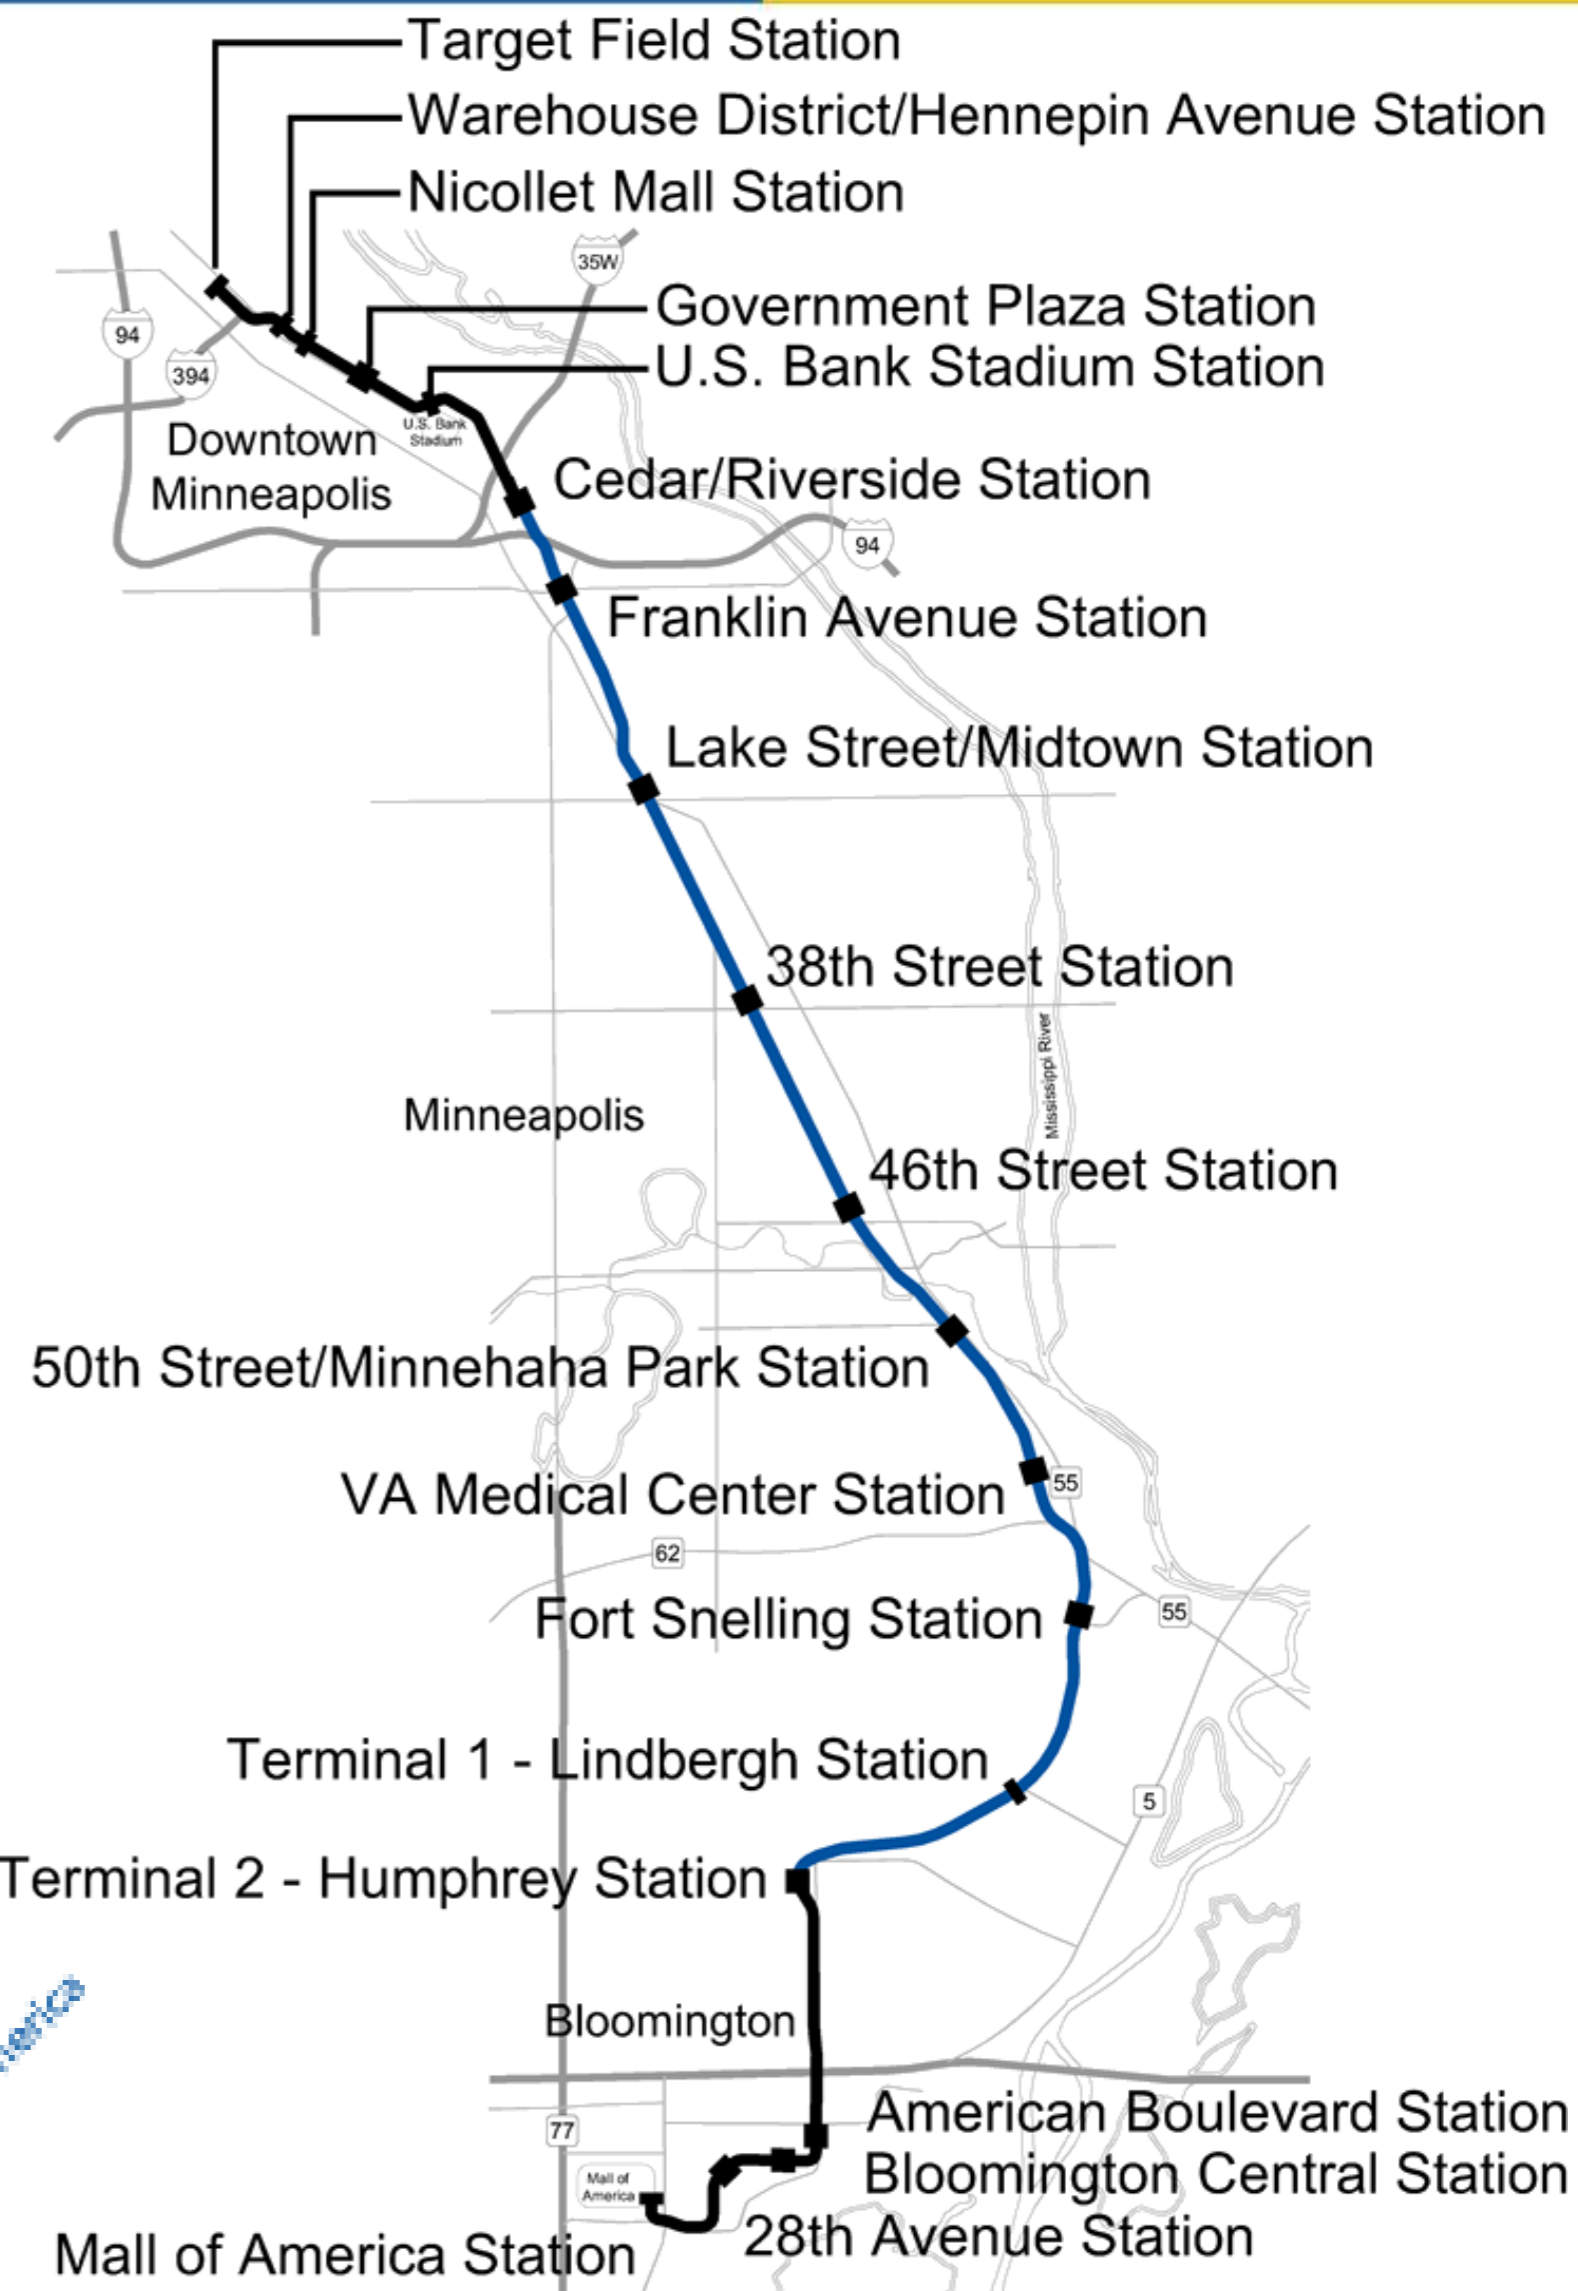 Target Field Station
Warehouse District/Hennepin Avenue Station
Nicollet Mall Station
35W
Government Plaza Station
94
U.S. Bank Stadium Station
394
U.S. Bank
Stadium
Downtown
Minneapolis
Cedar/Riverside Station
94
Franklin Avenue Station
Lake Street/Midtown Station
38th Street Station
Mississippi River
Minneapolis
46th Street Station
50th Street/Minnehaha Park Station
VA Medical Center Station
55
62
Fort Snelling Station
55
Terminal 1 - Lindbergh Station
5
Terminal 2 - Humphrey Station
Bloomington
American Boulevard Station
77
Bloomington Central Station
Mall of
America
28th Avenue Station
Mall of America Station